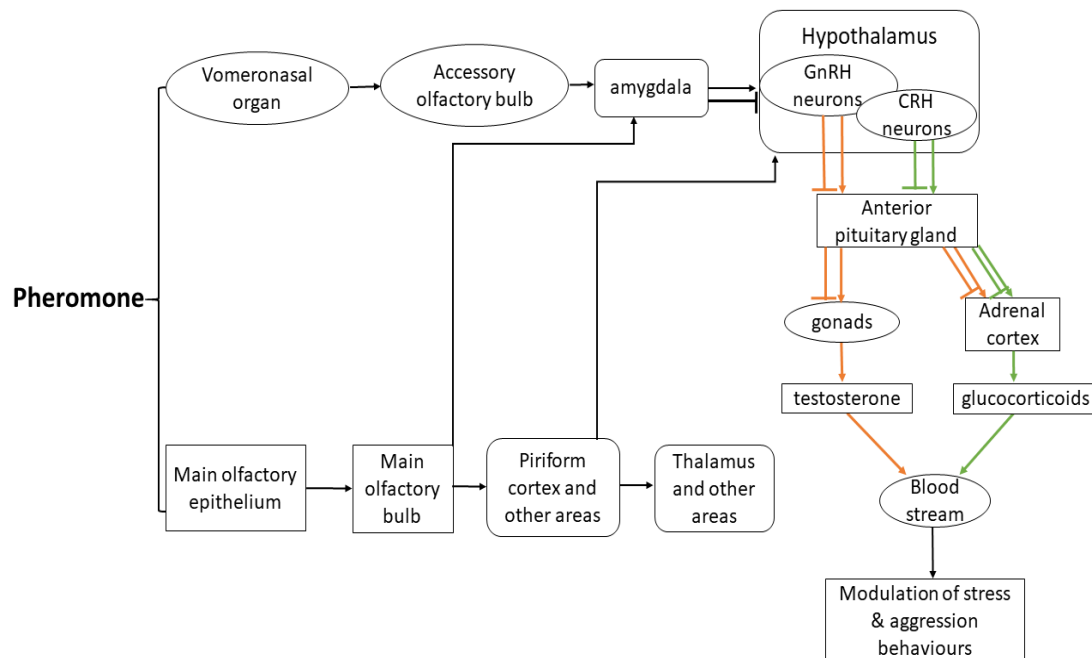 Hypothalamus
Vomeronasal
organ
Accessory
olfactory bulb
amygdala
GnRH
neurons
CRH
neurons
Anterior
pituitary gland
Pheromone
gonads
Adrenal
cortex
testosterone
glucocorticoids
Main olfactory
epithelium
Main
olfactory
bulb
Piriform
cortex and
other areas
Thalamus
and other
areas
Blood
stream
Modulation of stress
& aggression
behaviours